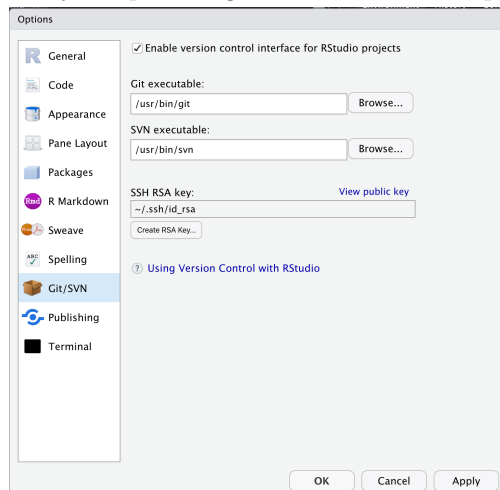 Options
General
Code
Appearance
Pane Layout
Packages
Rmd
R Markdown
Sweave
ABC
Spelling
Git/SVN
Publishing
Terminal
Enable version control interface for RStudio projects
Git executable:
/usr/bin/git
Browse...
SVN executable:
/usr/bin/svn
Browse...
SSH RSA key:
View public key
~/.ssh/id_rsa
Create RSA Key...
? Using Version Control with RStudio
OK
Cancel
Apply